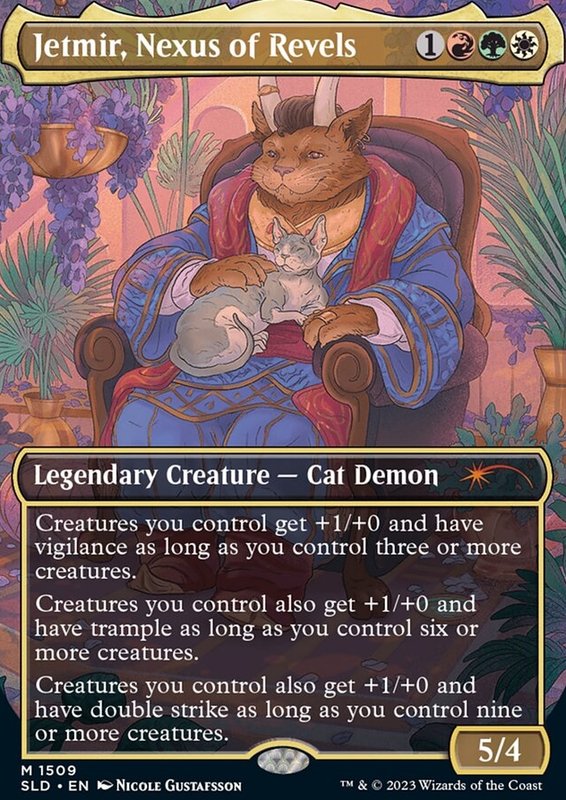 Jetmir, Nexus of Revels 1
Legendary Creature — Cat Demon
Creatures you control get +1/+0 and have
vigilance as long as you control three or more
creatures.
Creatures you control also get +1/+0 and
have trample as long as you control six or
more creatures.
Creatures you control also get +1/+0 and
have double strike as long as you control nine
or more creatures.
5/4
M 1509
SLD • EN Nicole Gustafsson
™ & © 2023 Wizards of the Coast